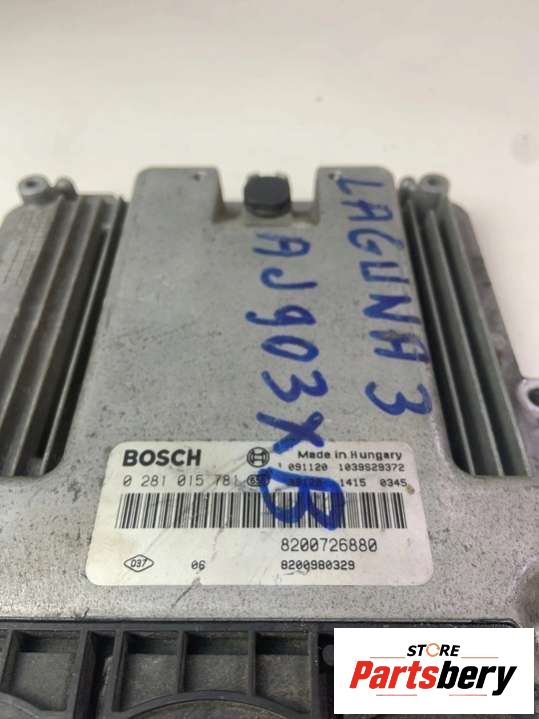 LAGUNA 3
AJ903XB
BOSCH
Made in Hungary
091120 1039S29372
0 281 015 781
1415 0345
8200726880
D37 06 8200980329
STORE
Partsbery